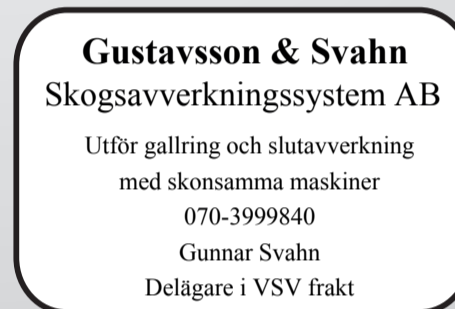 Gustavsson & Svahn
Skogsavverkningssystem AB
Utför gallring och slutavverkning
med skonsamma maskiner
070-3999840
Gunnar Svahn
Delägare i VSV frakt